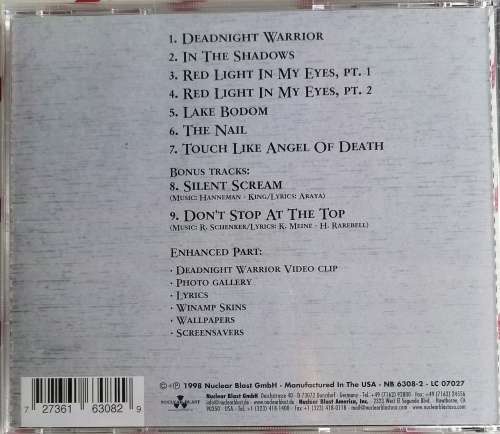 1. Deadnight Warrior
2. In The Shadows
3. Red Light In My Eyes, pt. 1
4. Red Light In My Eyes, pt. 2
5. Lake Bodom
6. The Nail
7. Touch Like Angel Of Death
Bonus Tracks:
8. Silent Scream
(Music: Hanneman - King/Lyrics: Araya)
9. Don't Stop At The Top
(Music: R. Schenker/Lyrics: K. Meine - H. Rarebell)
Enhanced Part:
· Deadnight Warrior Video clip
· Photo gallery
· Lyrics
· Winamp Skins
· Wallpapers
· Screensavers
©+℗ 1998 Nuclear Blast GmbH - Manufactured In The USA - NB 6308-2 - LC 07027
Nuclear Blast GmbH
Nuclear Blast America, Inc.
NUCLEAR BLAST
7 27361 63082 9